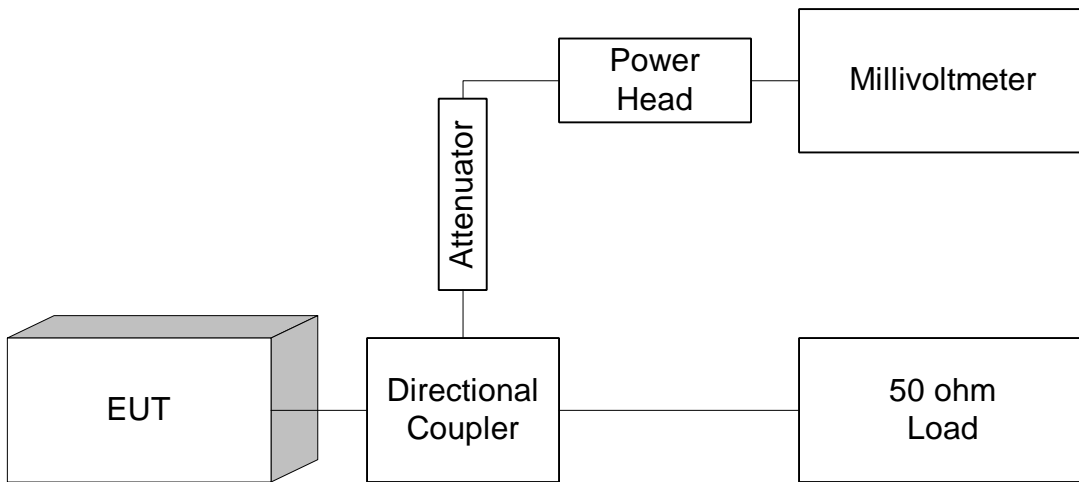 Power
Head
Millivoltmeter
Attenuator
EUT
Directional
Coupler
50 ohm
Load